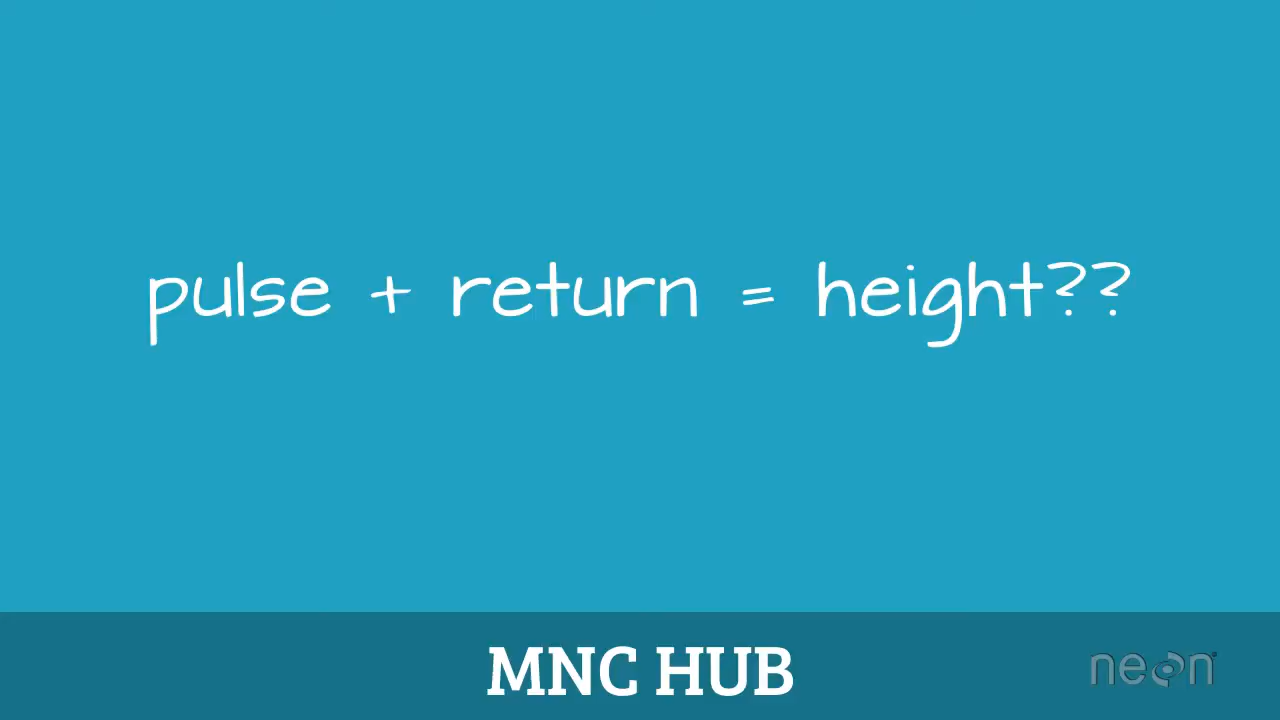 pulse + return = height??
MNC HUB
neon